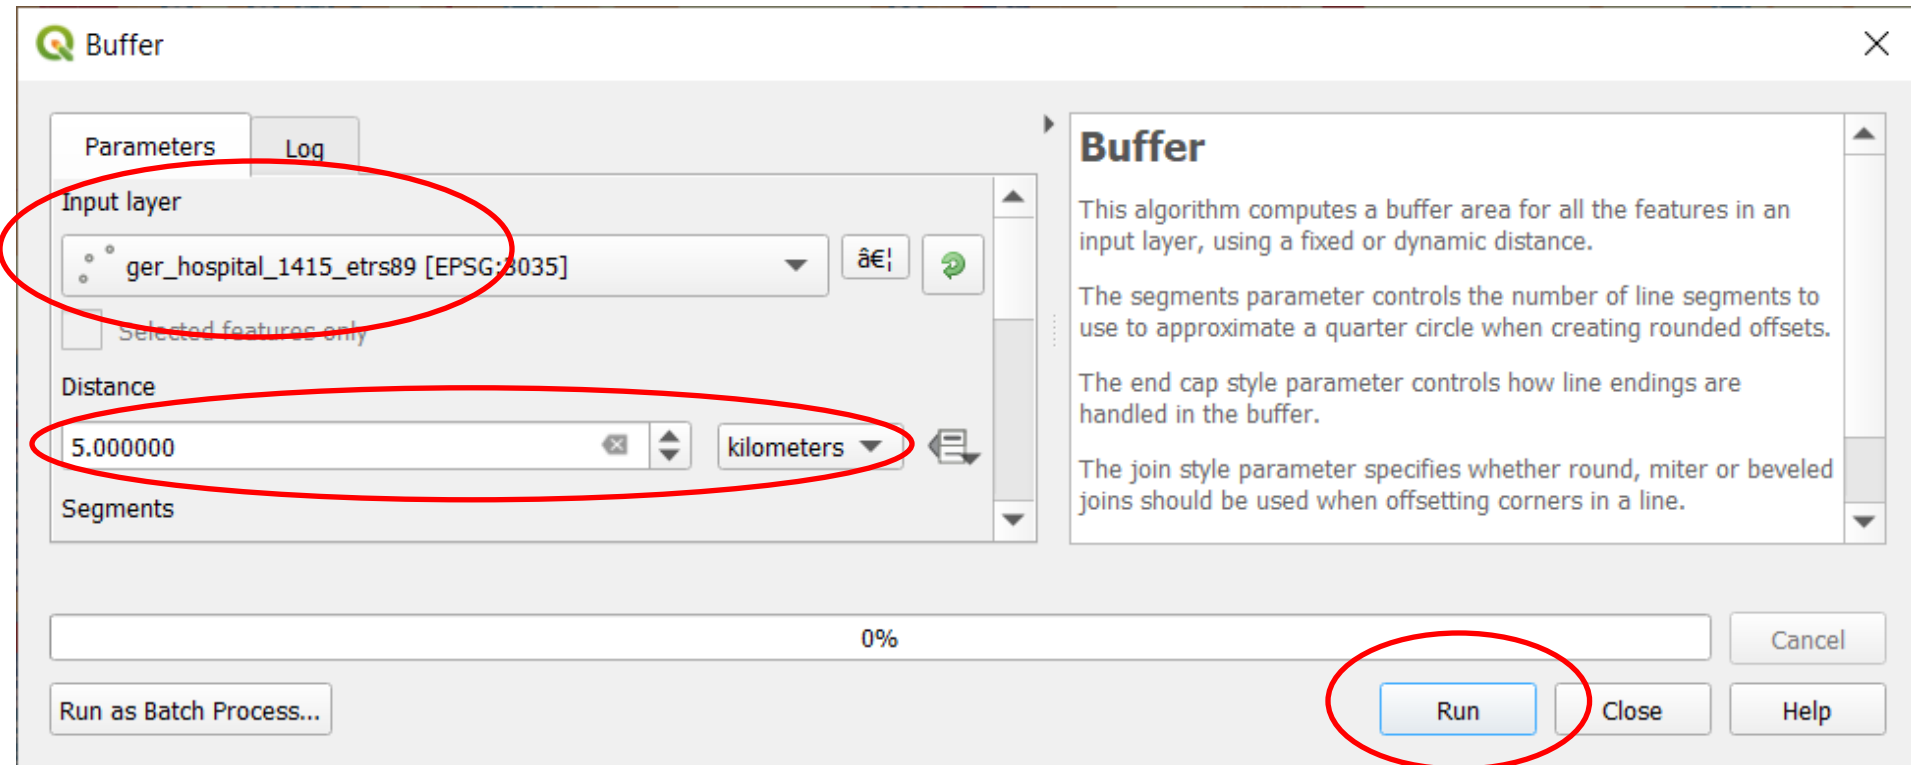 Buffer
Parameters
Log
Input layer
ger_hospital_1415_etrs89 [EPSG:3035]
â€¦
Selected features only
Distance
5.000000
kilometers
Segments
Buffer
This algorithm computes a buffer area for all the features in an
input layer, using a fixed or dynamic distance.
The segments parameter controls the number of line segments to
use to approximate a quarter circle when creating rounded offsets.
The end cap style parameter controls how line endings are
handled in the buffer.
The join style parameter specifies whether round, miter or beveled
joins should be used when offsetting corners in a line.
0%
Cancel
Run as Batch Process...
Run
Close
Help